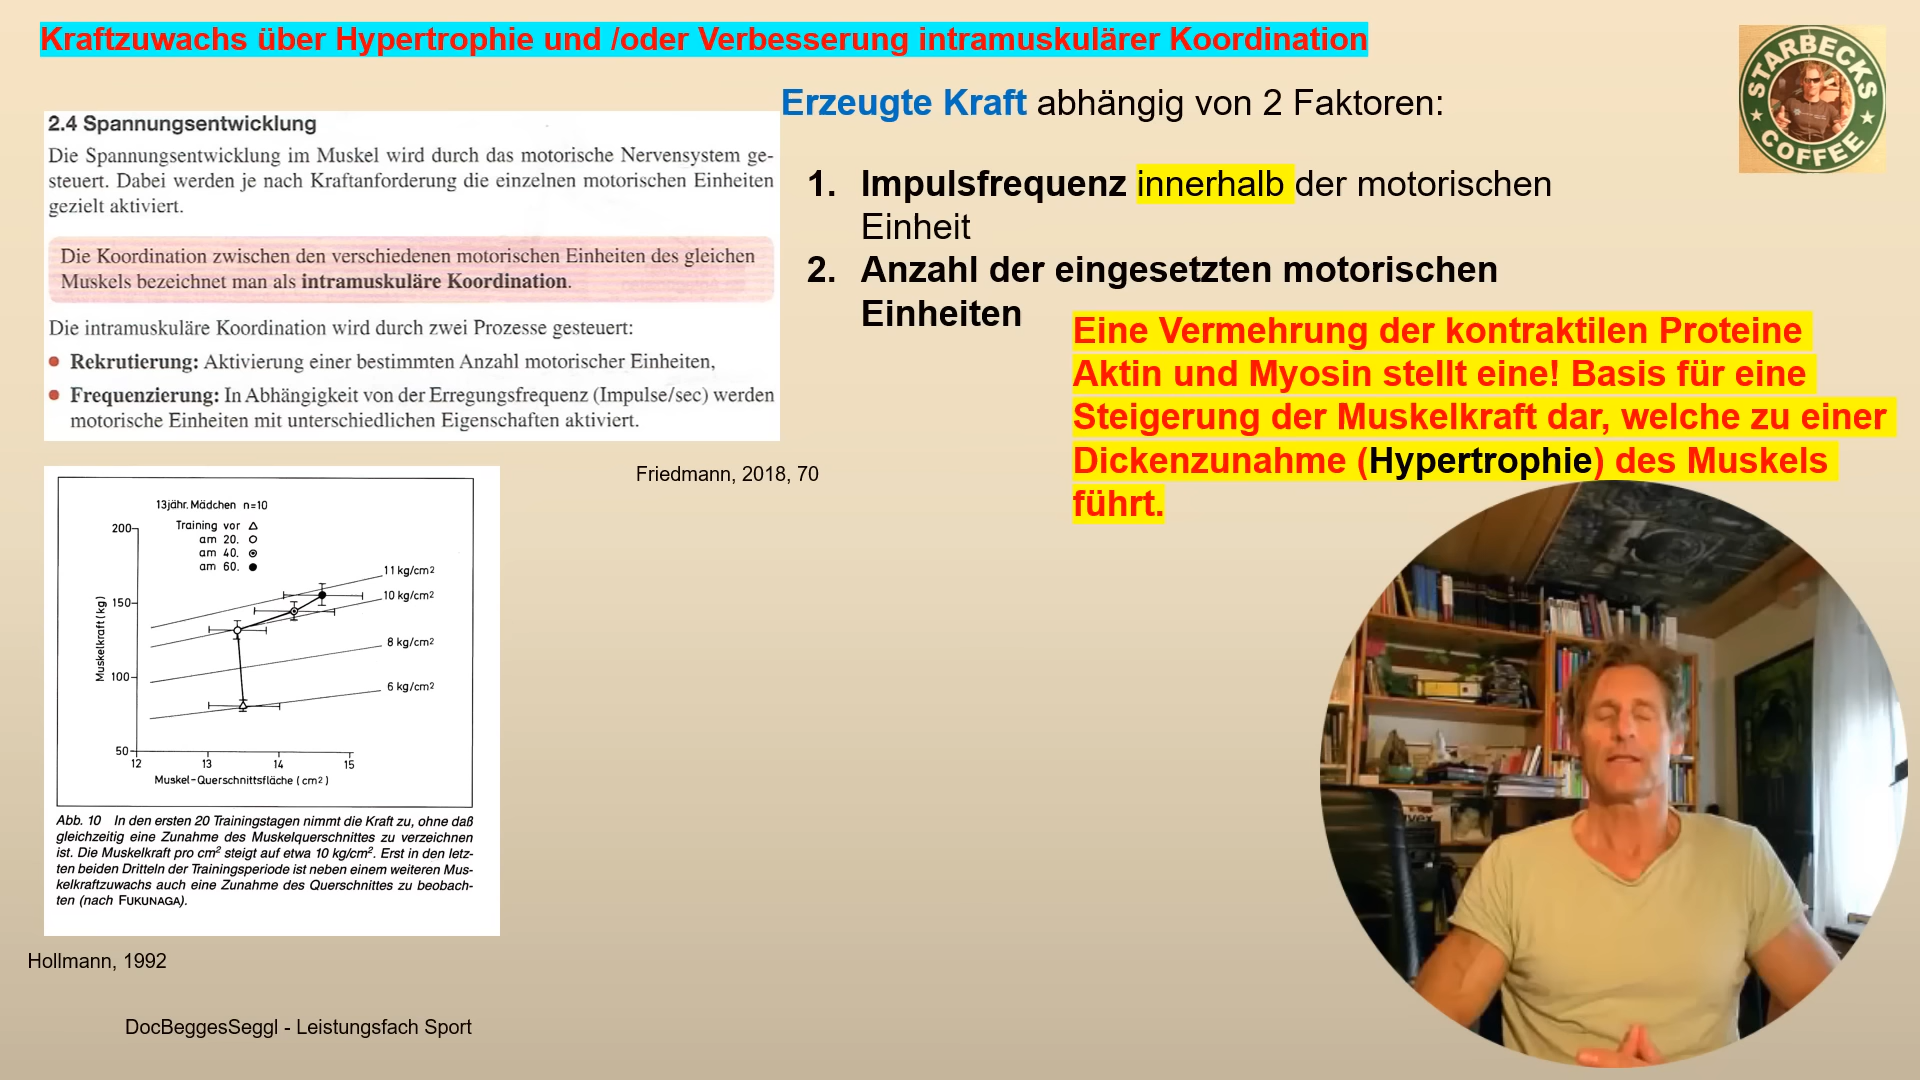 Kraftzuwachs über Hypertrophie und /oder Verbesserung intramuskulärer Koordination
STARBECKS
COFFEE
Erzeugte Kraft abhängig von 2 Faktoren:
1. Impulsfrequenz innerhalb der motorischen
Einheit
2. Anzahl der eingesetzten motorischen
Einheiten
Eine Vermehrung der kontraktilen Proteine
Aktin und Myosin stellt eine! Basis für eine
Steigerung der Muskelkraft dar, welche zu einer
Dickenzunahme (Hypertrophie) des Muskels
führt.
2.4 Spannungsentwicklung
Die Spannungsentwicklung im Muskel wird durch das motorische Nervensystem ge-
steuert. Dabei werden je nach Kraftanforderung die einzelnen motorischen Einheiten
gezielt aktiviert.
Die Koordination zwischen den verschiedenen motorischen Einheiten des gleichen
Muskels bezeichnet man als intramuskuläre Koordination.
Die intramuskuläre Koordination wird durch zwei Prozesse gesteuert:
• Rekrutierung: Aktivierung einer bestimmten Anzahl motorischer Einheiten,
• Frequenzierung: In Abhängigkeit von der Erregungsfrequenz (Impulse/sec) werden
motorische Einheiten mit unterschiedlichen Eigenschaften aktiviert.
Friedmann, 2018, 70
13jähr. Mädchen n=10
Training vor
am 20.
am 40.
am 60.
200
150
100
50
Muskelkraft (kg)
11 kg/cm²
10 kg/cm²
8 kg/cm²
6 kg/cm²
12 13 14 15
Muskel-Querschnittsfläche (cm²)
Abb. 10 In den ersten 20 Trainingstagen nimmt die Kraft zu, ohne daß
gleichzeitig eine Zunahme des Muskelquerschnittes zu verzeichnen
ist. Die Muskelkraft pro cm² steigt auf etwa 10 kg/cm². Erst in den letz-
ten beiden Dritteln der Trainingsperiode ist neben einem weiteren Mus-
kelkraftzuwachs auch eine Zunahme des Querschnittes zu beobach-
ten (nach FUKUNAGA).
Hollmann, 1992
DocBeggesSeggl - Leistungsfach Sport